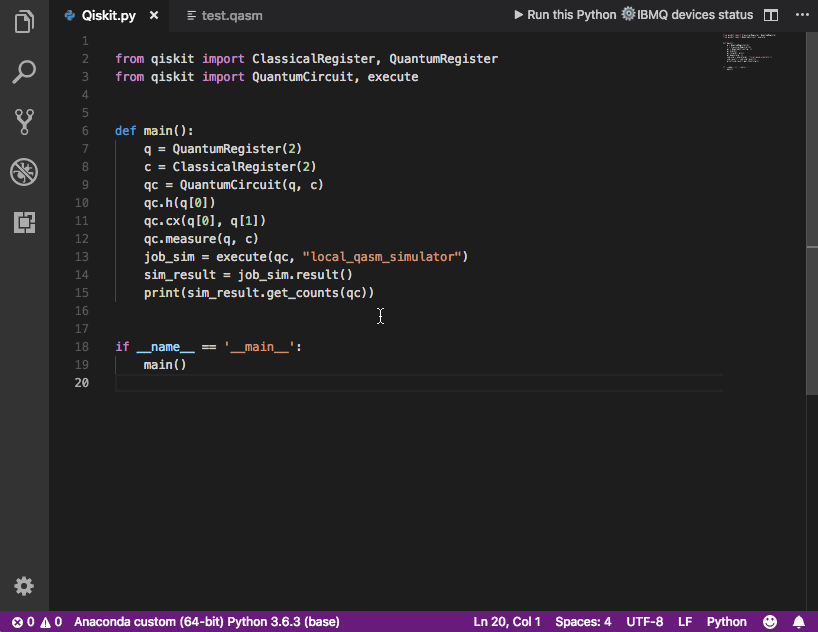 Qiskit.py × test.qasm Run this Python IBMQ devices status ...
1
2 from qiskit import ClassicalRegister, QuantumRegister
3 from qiskit import QuantumCircuit, execute
4
5
6 def main():
7     q = QuantumRegister(2)
8     c = ClassicalRegister(2)
9     qc = QuantumCircuit(q, c)
10     qc.h(q[0])
11     qc.cx(q[0], q[1])
12     qc.measure(q, c)
13     job_sim = execute(qc, "local_qasm_simulator")
14     sim_result = job_sim.result()
15     print(sim_result.get_counts(qc))
16
17
18 if __name__ == '__main__':
19     main()
20
0 0 Anaconda custom (64-bit) Python 3.6.3 (base) Ln 20, Col 1 Spaces: 4 UTF-8 LF Python